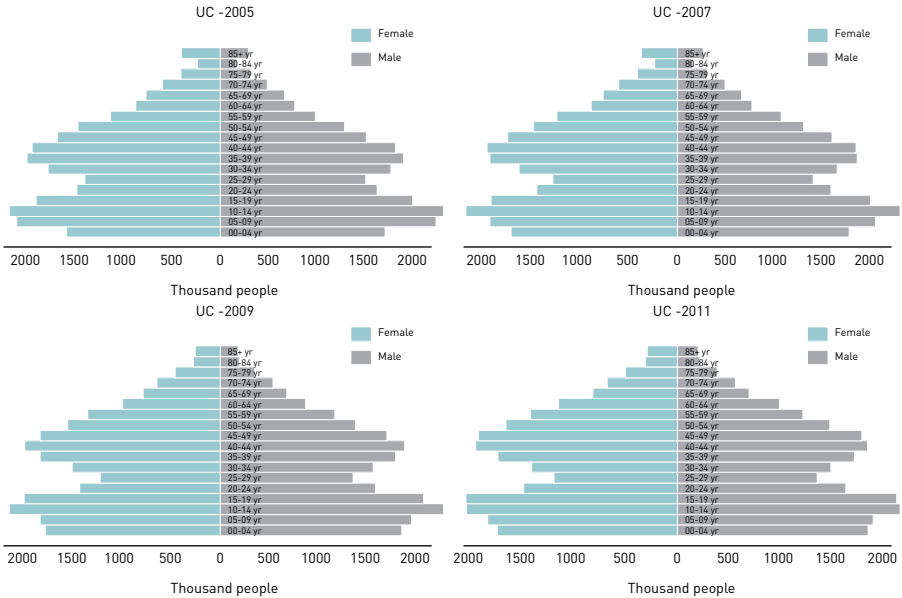 UC -2005
Female
Male
85+ yr
80-84 yr
75-79 yr
70-74 yr
65-69 yr
60-64 yr
55-59 yr
50-54 yr
45-49 yr
40-44 yr
35-39 yr
30-34 yr
25-29 yr
20-24 yr
15-19 yr
10-14 yr
05-09 yr
00-04 yr
2000 1500 1000 500 0 500 1000 1500 2000
Thousand people
UC -2007
Female
Male
85+ yr
80-84 yr
75-79 yr
70-74 yr
65-69 yr
60-64 yr
55-59 yr
50-54 yr
45-49 yr
40-44 yr
35-39 yr
30-34 yr
25-29 yr
20-24 yr
15-19 yr
10-14 yr
05-09 yr
00-04 yr
2000 1500 1000 500 0 500 1000 1500 2000
Thousand people
UC -2009
Female
Male
85+ yr
80-84 yr
75-79 yr
70-74 yr
65-69 yr
60-64 yr
55-59 yr
50-54 yr
45-49 yr
40-44 yr
35-39 yr
30-34 yr
25-29 yr
20-24 yr
15-19 yr
10-14 yr
05-09 yr
00-04 yr
2000 1500 1000 500 0 500 1000 1500 2000
Thousand people
UC -2011
Female
Male
85+ yr
80-84 yr
75-79 yr
70-74 yr
65-69 yr
60-64 yr
55-59 yr
50-54 yr
45-49 yr
40-44 yr
35-39 yr
30-34 yr
25-29 yr
20-24 yr
15-19 yr
10-14 yr
05-09 yr
00-04 yr
2000 1500 1000 500 0 500 1000 1500 2000
Thousand people